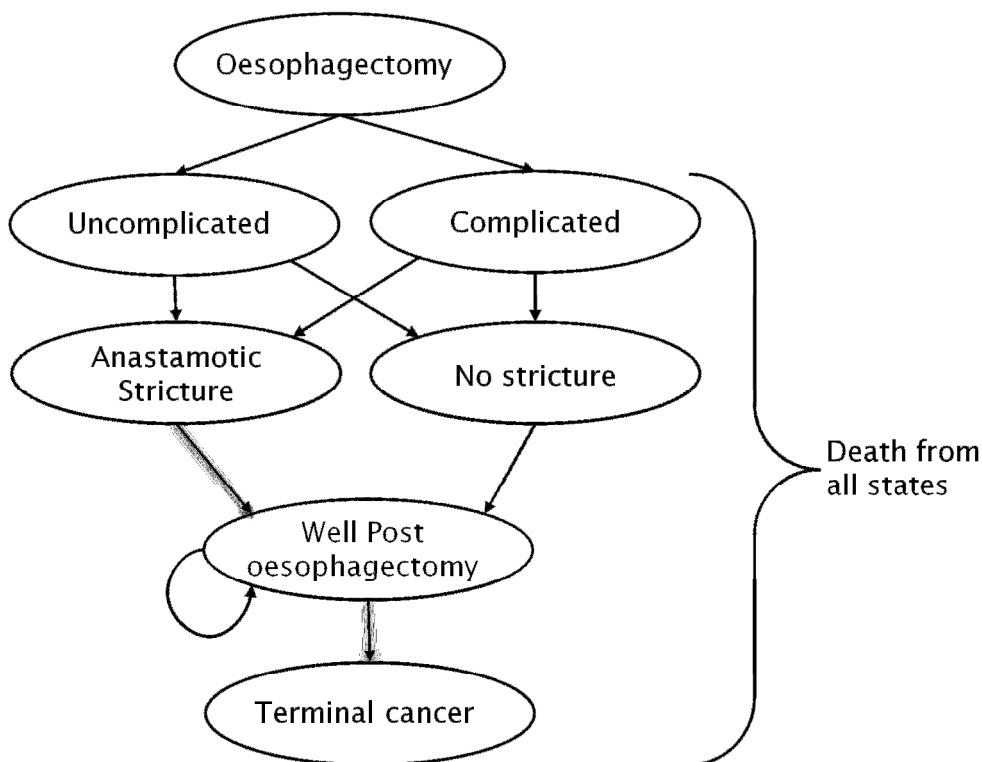 Oesophagectomy
Uncomplicated
Complicated
Anastamotic
Stricture
No stricture
Death from
all states
Well Post
oesophagectomy
Terminal cancer